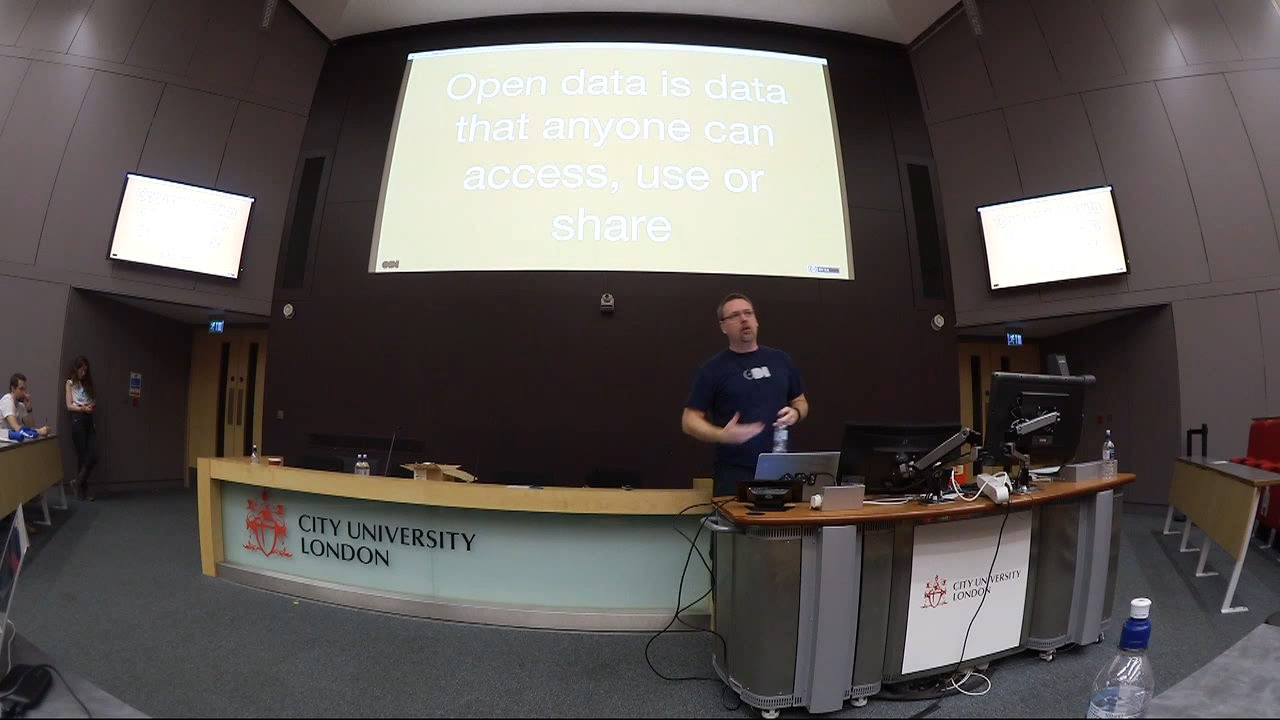 Open data is data
that anyone can
access, use or
share
CITY UNIVERSITY
LONDON
CITY UNIVERSITY
LONDON